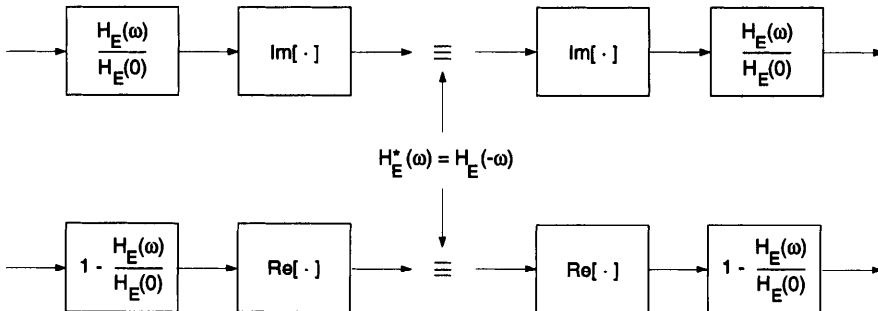 H_E(ω)
H_E(0)
Im[ · ]
≡
Im[ · ]
H_E(ω)
H_E(0)
H*_E(ω) = H_E(-ω)
1 - H_E(ω)
H_E(0)
Re[ · ]
≡
Re[ · ]
1 - H_E(ω)
H_E(0)